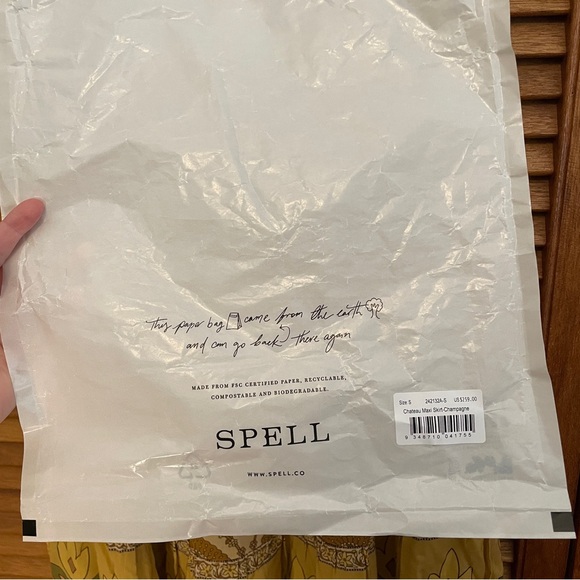 This paper bag came from the earth
and can go back there again
MADE FROM FSC CERTIFIED PAPER, RECYCLABLE,
COMPOSTABLE AND BIODEGRADABLE.
SPELL
WWW.SPELL.CO
Size S 242132A-S US$219.00
Chateau Maxi Skirt-Champagne
9 348710 041755